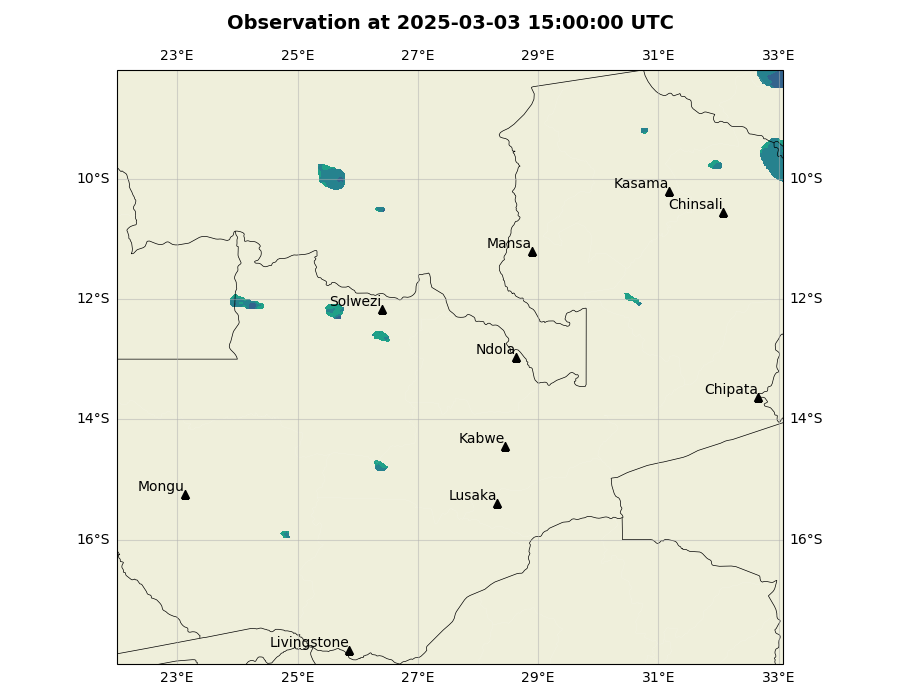 Observation at 2025-03-03 15:00:00 UTC
23°E 25°E 27°E 29°E 31°E 33°E
10°S 10°S
Kasama
Chinsali
Mansa
12°S 12°S
Solwezi
Ndola
Chipata
14°S 14°S
Kabwe
Mongu
Lusaka
16°S 16°S
Livingstone
23°E 25°E 27°E 29°E 31°E 33°E